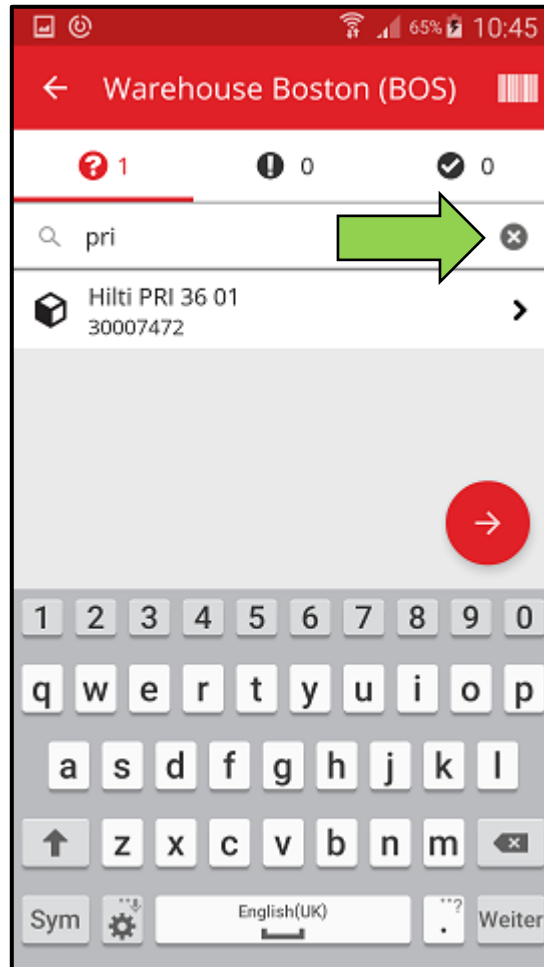 65% 10:45
Warehouse Boston (BOS)
1 0 0
pri
Hilti PRI 36 01
30007472
1 2 3 4 5 6 7 8 9 0
q w e r t y u i o p
a s d f g h j k l
z x c v b n m
Sym English(UK) . ? Weiter